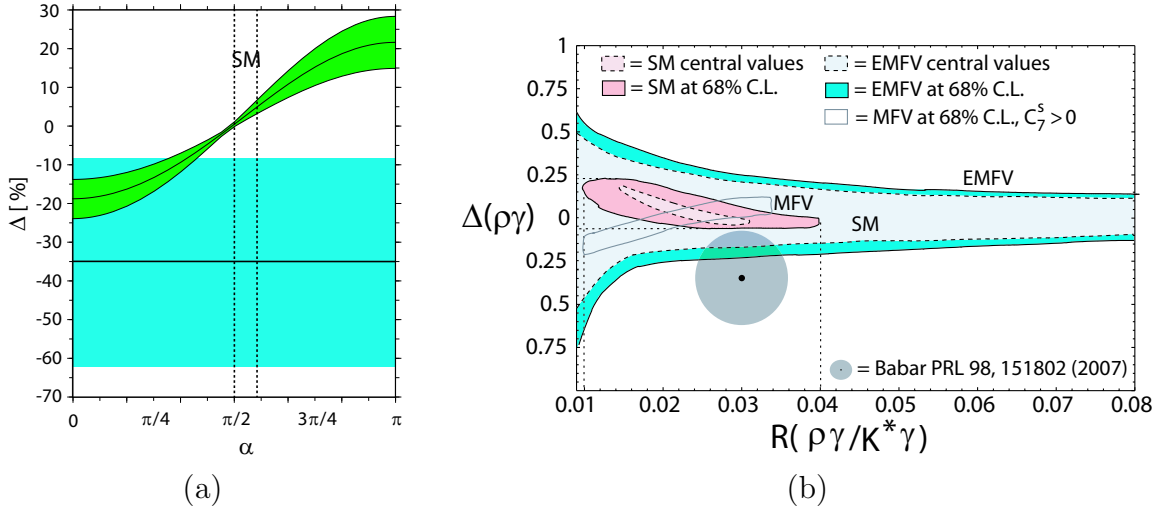 30
20
10
0
-10
-20
-30
-40
-50
-60
-70
Δ [ %]
SM
0
π/4
π/2
3π/4
π
α
(a)
1
0.75
0.5
0.25
0
0.25
0.5
0.75
Δ(ργ)
= SM central values
= SM at 68% C.L.
= EMFV central values
= EMFV at 68% C.L.
= MFV at 68% C.L., C₇ˢ > 0
EMFV
MFV
SM
= Babar PRL 98, 151802 (2007)
0.01
0.02
0.03
0.04
0.05
0.06
0.07
0.08
R( ργ/K*γ)
(b)